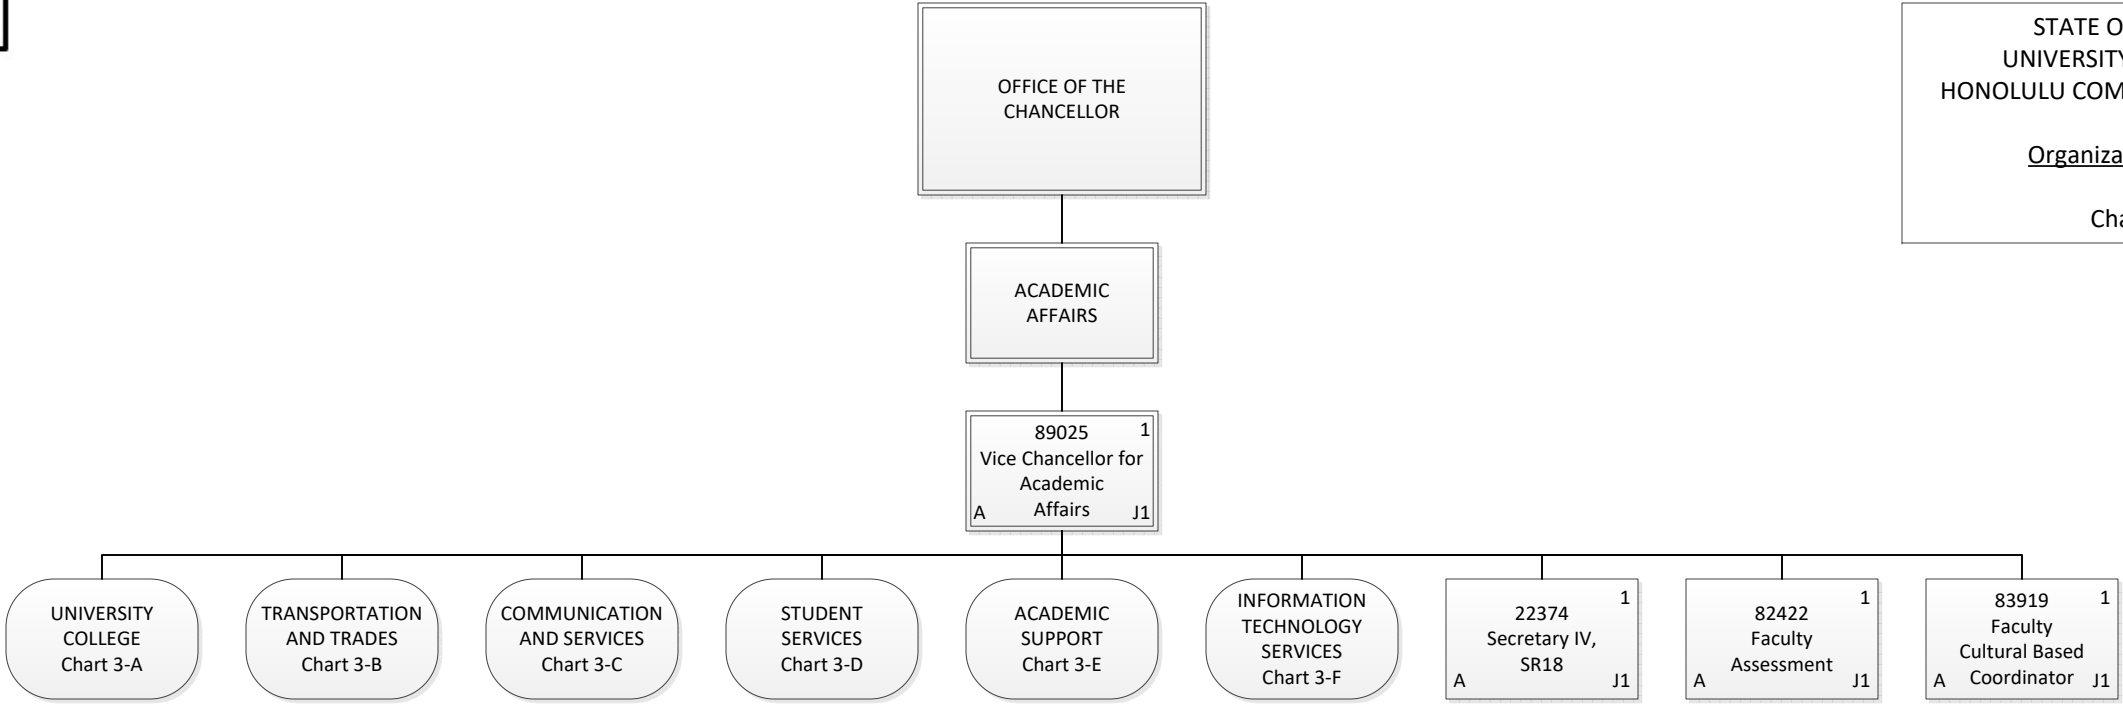 OFFICE OF THE
CHANCELLOR
STATE O
UNIVERSITY
HONOLULU COM
Organiza
Cha
ACADEMIC
AFFAIRS
89025 1
Vice Chancellor for
Academic
A Affairs J1
UNIVERSITY
COLLEGE
Chart 3-A
TRANSPORTATION
AND TRADES
Chart 3-B
COMMUNICATION
AND SERVICES
Chart 3-C
STUDENT
SERVICES
Chart 3-D
ACADEMIC
SUPPORT
Chart 3-E
INFORMATION
TECHNOLOGY
SERVICES
Chart 3-F
1
22374
Secretary IV,
SR18
A J1
1
82422
Faculty
Assessment
A J1
83919 1
Faculty
Cultural Based
A Coordinator J1